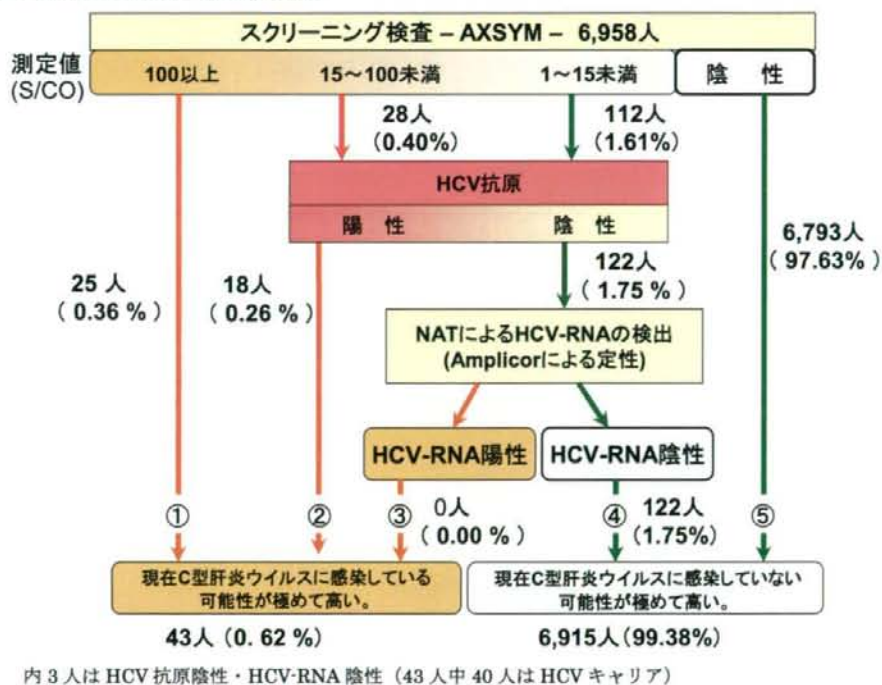 スクリーニング検査 – AXSYM – 6,958人
測定値
(S/CO)
100以上
15～100未満
1～15未満
陰 性
28人
(0.40%)
112人
(1.61%)
HCV抗原
陽 性
陰 性
6,793人
( 97.63% )
122人
( 1.75 % )
25 人
( 0.36 % )
18人
( 0.26 % )
NATによるHCV-RNAの検出
(Amplicorによる定性)
HCV-RNA陽性
HCV-RNA陰性
①
②
③
0人
( 0.00 % )
④
122人
(1.75%)
⑤
現在C型肝炎ウイルスに感染している
可能性が極めて高い。
現在C型肝炎ウイルスに感染していない
可能性が極めて高い。
43人 (0. 62 %)
6,915人(99.38%)
内 3 人は HCV 抗原陰性・HCV-RNA 陰性（43 人中 40 人は HCV キャリア）